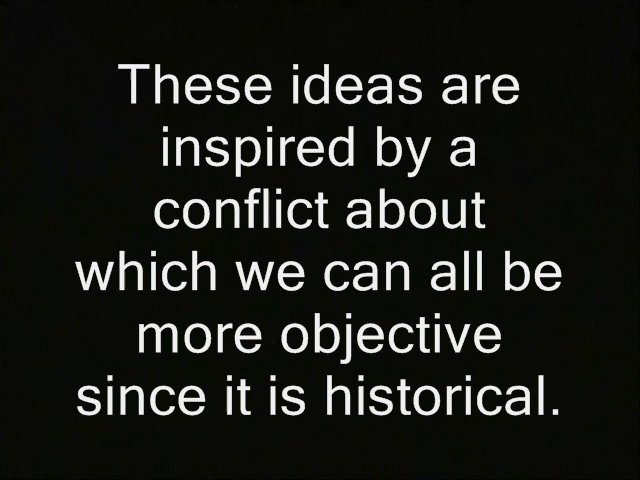 These ideas are
inspired by a
conflict about
which we can all be
more objective
since it is historical.